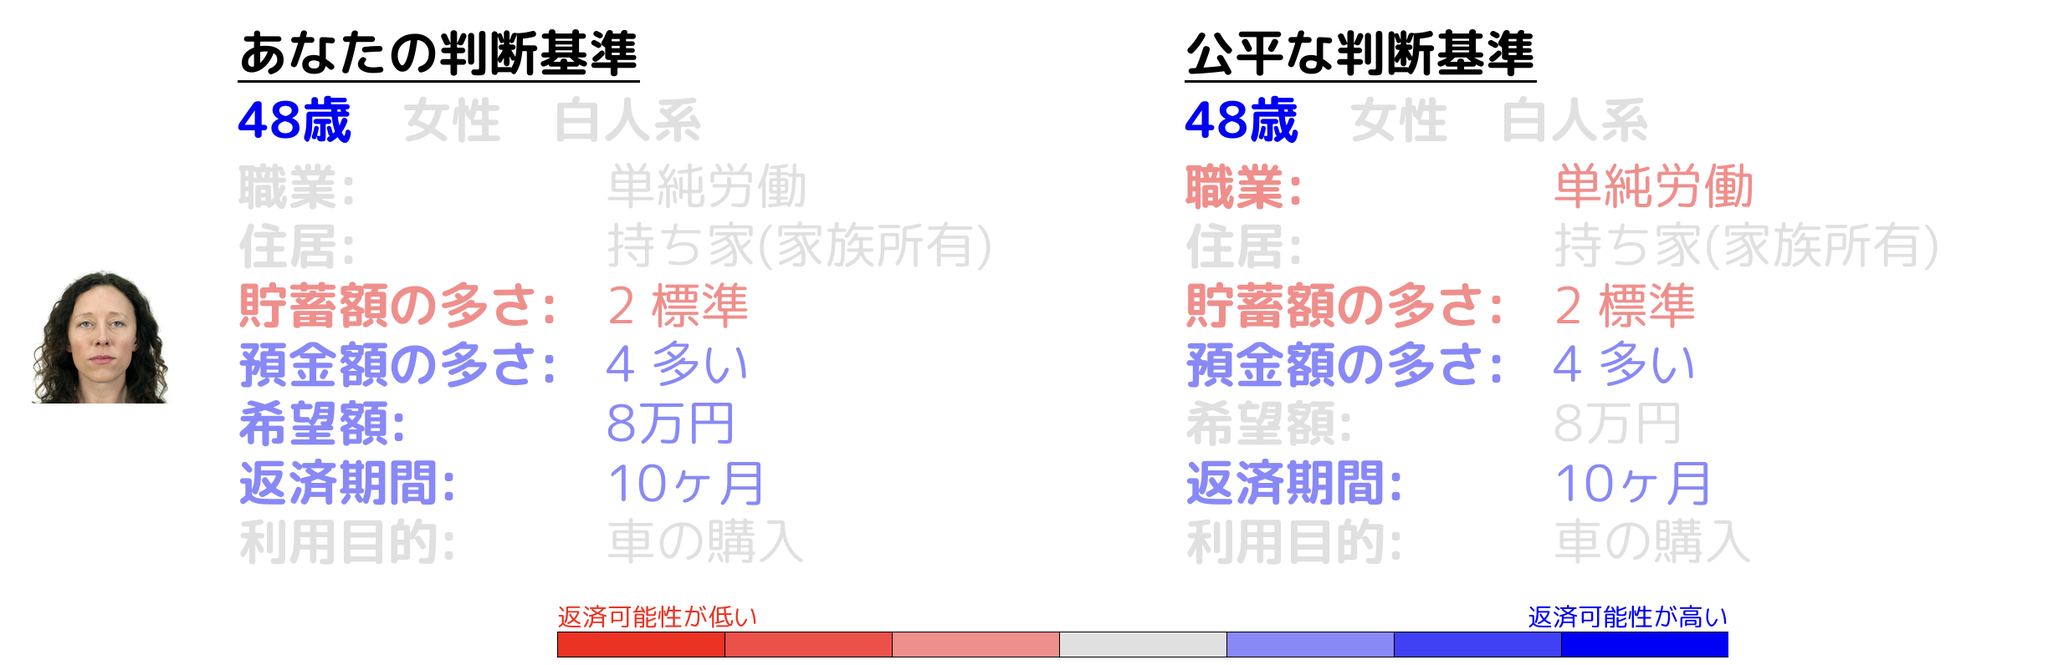 あなたの判断基準
48歳 女性 白人系
職業: 単純労働
住居: 持ち家(家族所有)
貯蓄額の多さ: 2 標準
預金額の多さ: 4 多い
希望額: 8万円
返済期間: 10ヶ月
利用目的: 車の購入
公平な判断基準
48歳 女性 白人系
職業: 単純労働
住居: 持ち家(家族所有)
貯蓄額の多さ: 2 標準
預金額の多さ: 4 多い
希望額: 8万円
返済期間: 10ヶ月
利用目的: 車の購入
返済可能性が低い
返済可能性が高い